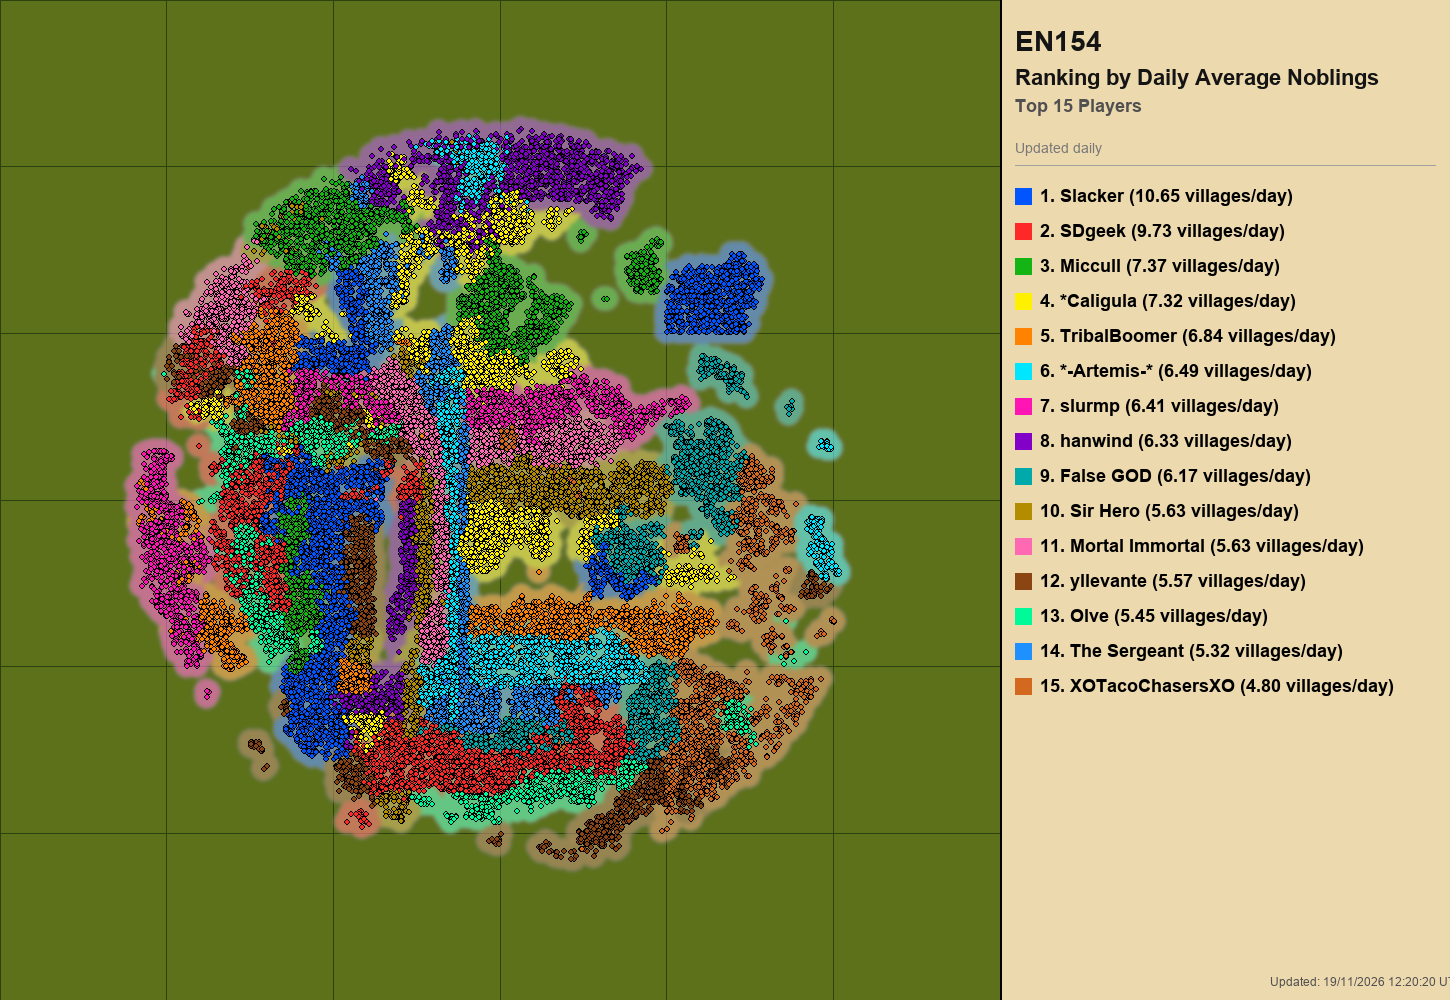 EN154
Ranking by Daily Average Noblings
Top 15 Players
Updated daily
1. Slacker (10.65 villages/day)
2. SDgeek (9.73 villages/day)
3. Miccull (7.37 villages/day)
4. *Caligula (7.32 villages/day)
5. TribalBoomer (6.84 villages/day)
6. *-Artemis-* (6.49 villages/day)
7. slurmp (6.41 villages/day)
8. hanwind (6.33 villages/day)
9. False GOD (6.17 villages/day)
10. Sir Hero (5.63 villages/day)
11. Mortal Immortal (5.63 villages/day)
12. yllevante (5.57 villages/day)
13. Olve (5.45 villages/day)
14. The Sergeant (5.32 villages/day)
15. XOTacoChasersXO (4.80 villages/day)
Updated: 19/11/2026 12:20:20 U